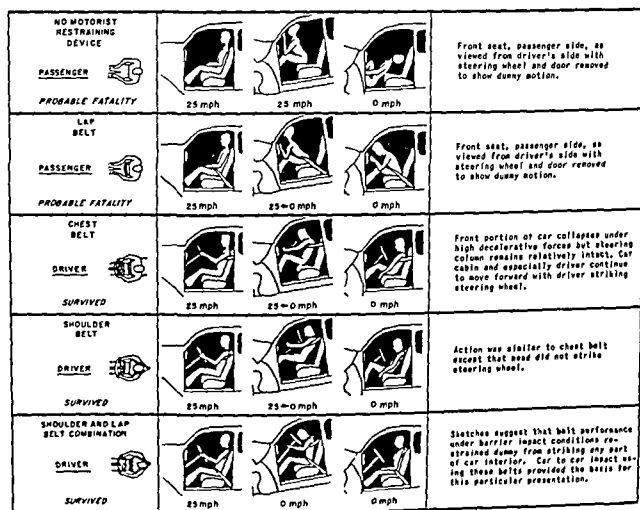 NO MOTORIST
RESTRAINING
DEVICE
PASSENGER
PROBABLE FATALITY
25 mph
25 mph
0 mph
Front seat, passenger side, as
viewed from driver's side with
steering wheel and door removed
to show dunny motion.
LAP
BELT
PASSENGER
PROBABLE FATALITY
25 mph
25←0 mph
0 mph
Front seat, passenger side, as
viewed from driver's side with
steering wheel and door removed
to show dunny motion.
CHEST
BELT
DRIVER
SURVIVED
25 mph
25←0 mph
0 mph
Front portion of car collapses under
high decelerative forces but steering
column remains relatively intact. Car
cabin and especially driver continue
to move forward with driver striking
steering wheel.
SHOULDER
BELT
DRIVER
SURVIVED
25 mph
25←0 mph
0 mph
Action was similar to chest belt
except that head did not strike
steering wheel.
SHOULDER AND LAP
BELT COMBINATION
DRIVER
SURVIVED
25 mph
0 mph
0 mph
Sketches suggest that belt performance
under barrier impact conditions re-
strained dummy from striking any part
of car interior. Car to car impact us-
ing these belts provided the basis for
this particular presentation.